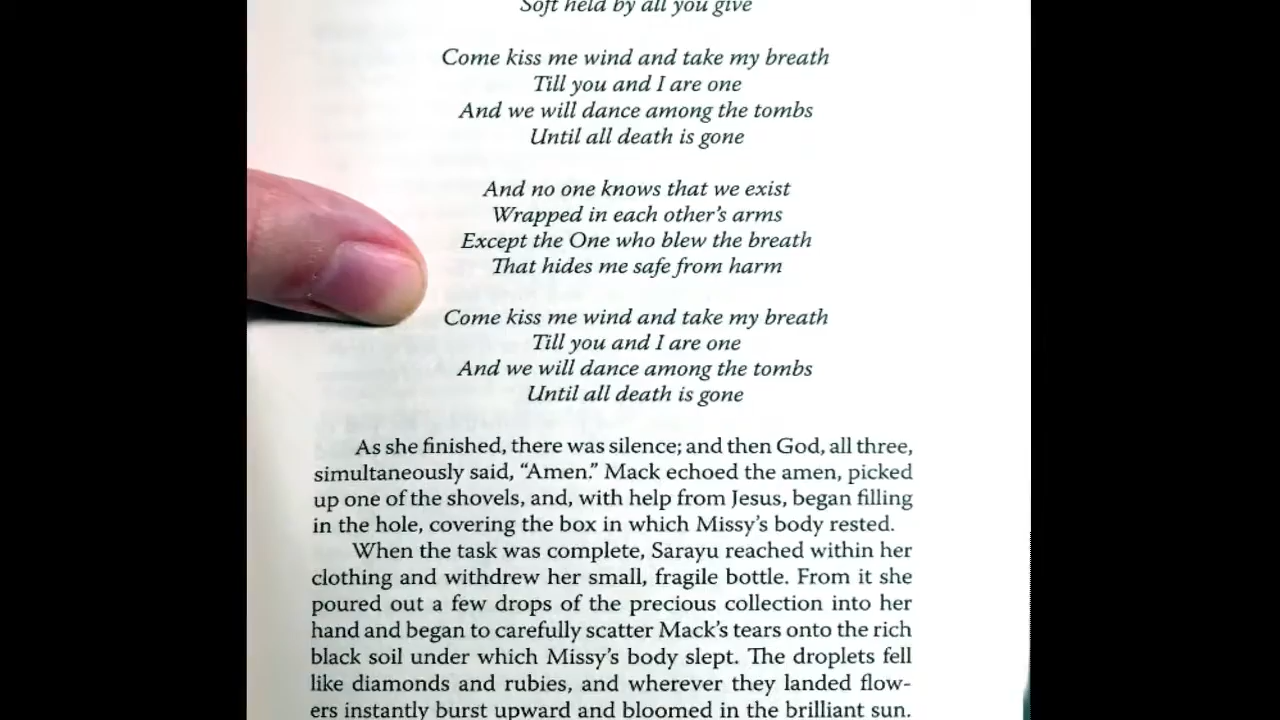 Soft held by all you give
Come kiss me wind and take my breath
Till you and I are one
And we will dance among the tombs
Until all death is gone
And no one knows that we exist
Wrapped in each other's arms
Except the One who blew the breath
That hides me safe from harm
Come kiss me wind and take my breath
Till you and I are one
And we will dance among the tombs
Until all death is gone
As she finished, there was silence; and then God, all three,
simultaneously said, “Amen.” Mack echoed the amen, picked
up one of the shovels, and, with help from Jesus, began filling
in the hole, covering the box in which Missy's body rested.
When the task was complete, Sarayu reached within her
clothing and withdrew her small, fragile bottle. From it she
poured out a few drops of the precious collection into her
hand and began to carefully scatter Mack's tears onto the rich
black soil under which Missy's body slept. The droplets fell
like diamonds and rubies, and wherever they landed flow-
ers instantly burst upward and bloomed in the brilliant sun.